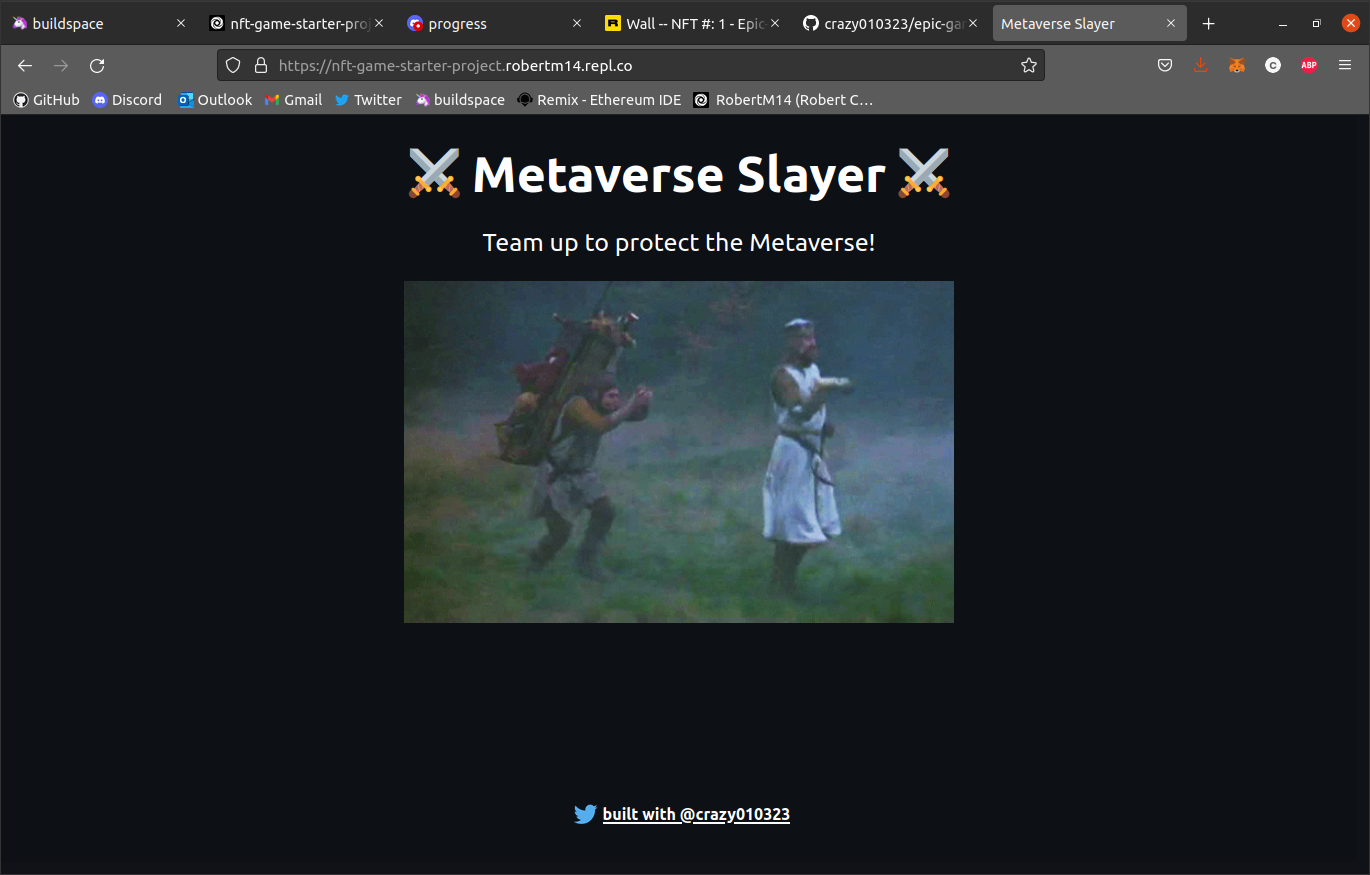 buildspace
nft-game-starter-proj
progress
Wall -- NFT #: 1 - Epic
crazy010323/epic-gar
Metaverse Slayer
https://nft-game-starter-project.robertm14.repl.co
C
ABP
GitHub
Discord
Outlook
Gmail
Twitter
buildspace
Remix - Ethereum IDE
RobertM14 (Robert C…
Metaverse Slayer
Team up to protect the Metaverse!
built with @crazy010323